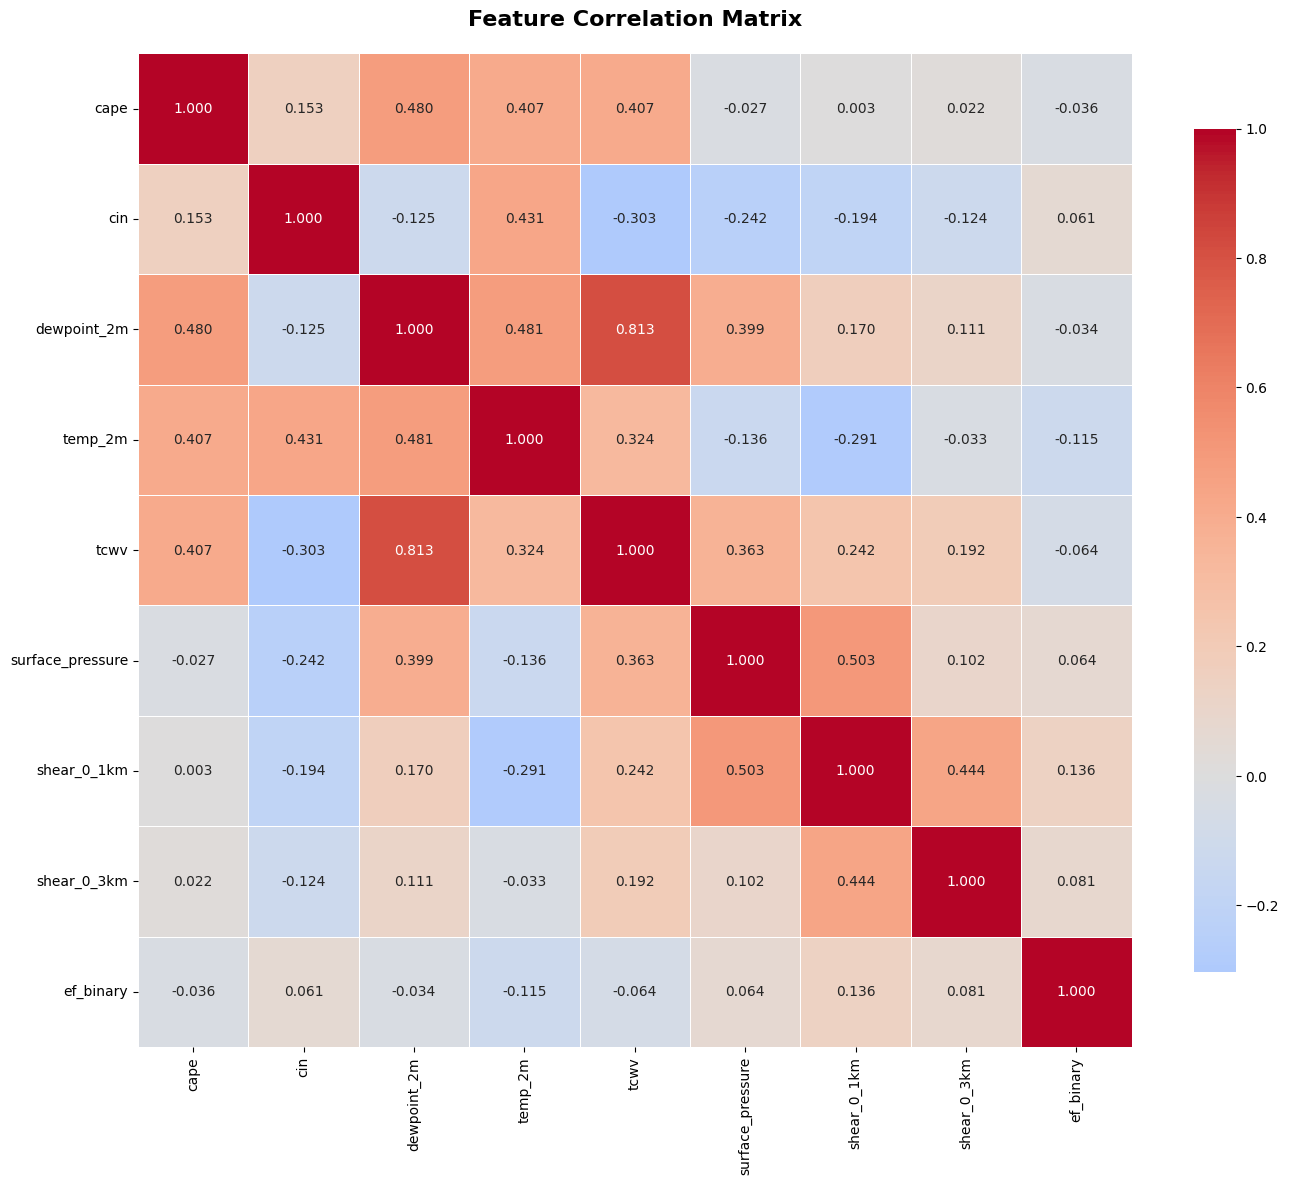 Feature Correlation Matrix
cape 1.000 0.153 0.480 0.407 0.407 -0.027 0.003 0.022 -0.036
cin 0.153 1.000 -0.125 0.431 -0.303 -0.242 -0.194 -0.124 0.061
dewpoint_2m 0.480 -0.125 1.000 0.481 0.813 0.399 0.170 0.111 -0.034
temp_2m 0.407 0.431 0.481 1.000 0.324 -0.136 -0.291 -0.033 -0.115
tcwv 0.407 -0.303 0.813 0.324 1.000 0.363 0.242 0.192 -0.064
surface_pressure -0.027 -0.242 0.399 -0.136 0.363 1.000 0.503 0.102 0.064
shear_0_1km 0.003 -0.194 0.170 -0.291 0.242 0.503 1.000 0.444 0.136
shear_0_3km 0.022 -0.124 0.111 -0.033 0.192 0.102 0.444 1.000 0.081
ef_binary -0.036 0.061 -0.034 -0.115 -0.064 0.064 0.136 0.081 1.000
cape cin dewpoint_2m temp_2m tcwv surface_pressure shear_0_1km shear_0_3km ef_binary
1.0
0.8
0.6
0.4
0.2
0.0
−0.2